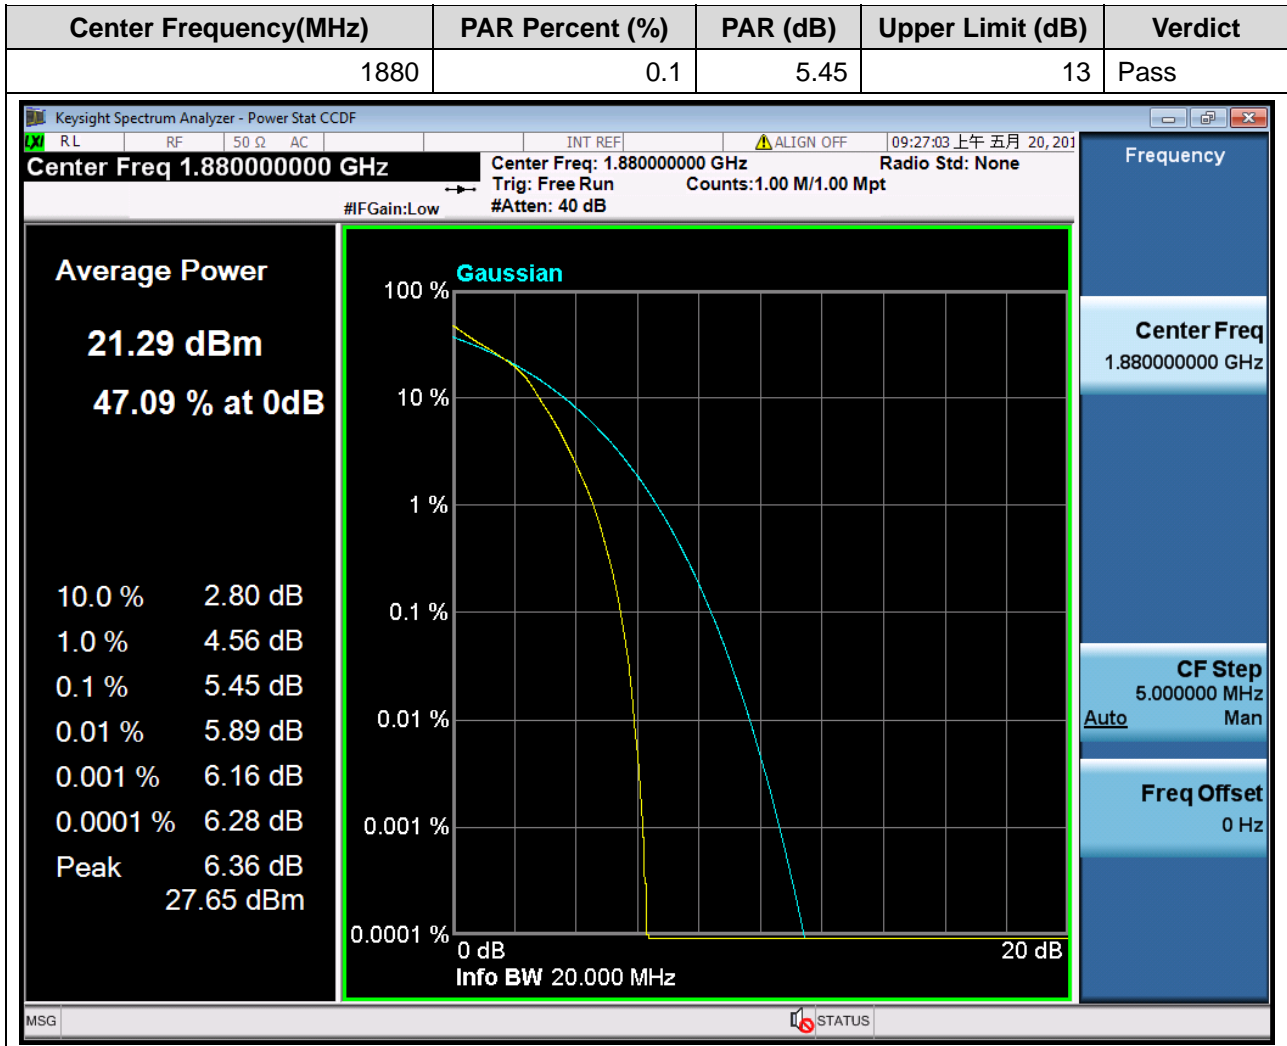 Center Frequency(MHz) PAR Percent (%) PAR (dB) Upper Limit (dB) Verdict
1880 0.1 5.45 13 Pass
Keysight Spectrum Analyzer - Power Stat CCDF
LXI RL RF 50 Ω AC INT REF ALIGN OFF 09:27:03 上午 五月 20, 201
Center Freq 1.880000000 GHz
Center Freq: 1.880000000 GHz Radio Std: None
Trig: Free Run Counts:1.00 M/1.00 Mpt
#IFGain:Low #Atten: 40 dB
Average Power
21.29 dBm
47.09 % at 0dB
10.0 % 2.80 dB
1.0 % 4.56 dB
0.1 % 5.45 dB
0.01 % 5.89 dB
0.001 % 6.16 dB
0.0001 % 6.28 dB
Peak 6.36 dB
27.65 dBm
Gaussian
100 %
10 %
1 %
0.1 %
0.01 %
0.001 %
0.0001 %
0 dB 20 dB
Info BW 20.000 MHz
Frequency
Center Freq
1.880000000 GHz
CF Step
5.000000 MHz
Auto Man
Freq Offset
0 Hz
MSG STATUS